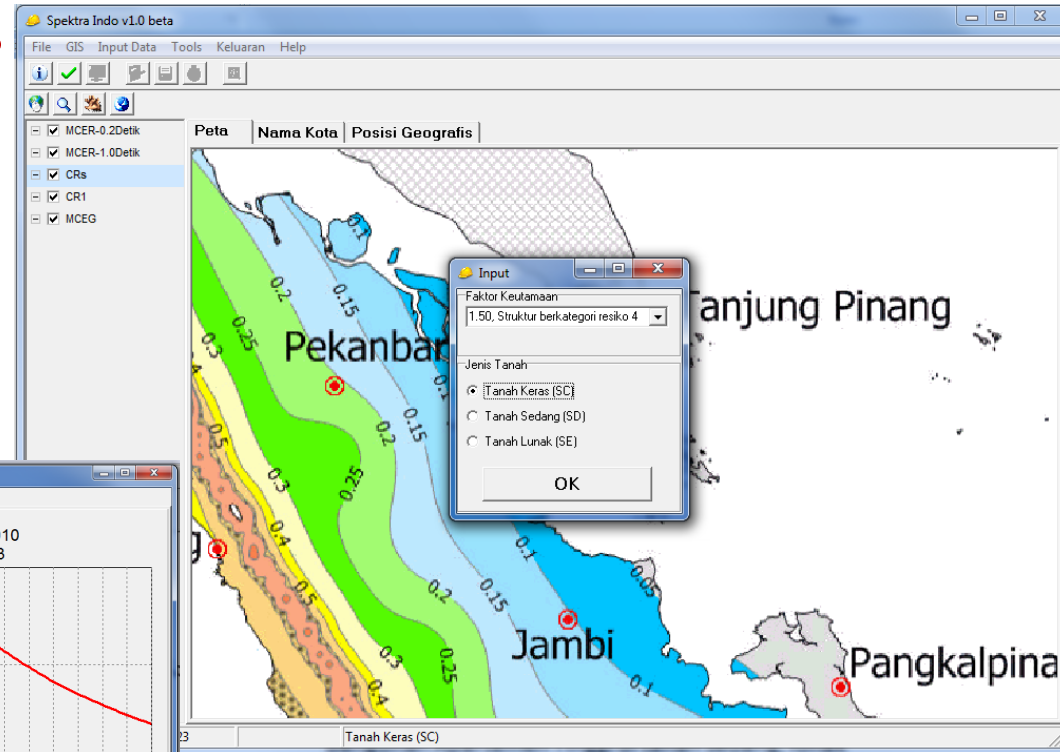 Spektra Indo v1.0 beta
File GIS Input Data Tools Keluaran Help
MCER-0.2Detik
MCER-1.0Detik
CRs
CR1
MCEG
Peta Nama Kota Posisi Geografis
Input
Faktor Keutamaan
1.50, Struktur berkategori resiko 4
Jenis Tanah
Tanah Keras (SC)
Tanah Sedang (SD)
Tanah Lunak (SE)
OK
Pekanbar
anjung Pinang
Jambi
Pangkalpina
0.1
0.2
0.15
0.25
0.3
0.1
0.4
0.15
0.5
0.2
0.3
0.25
0.4
0.1
0.05
0.5
0.2
0.15
0.3
0.25
0.1
0.4
10
3
23
Tanah Keras (SC)